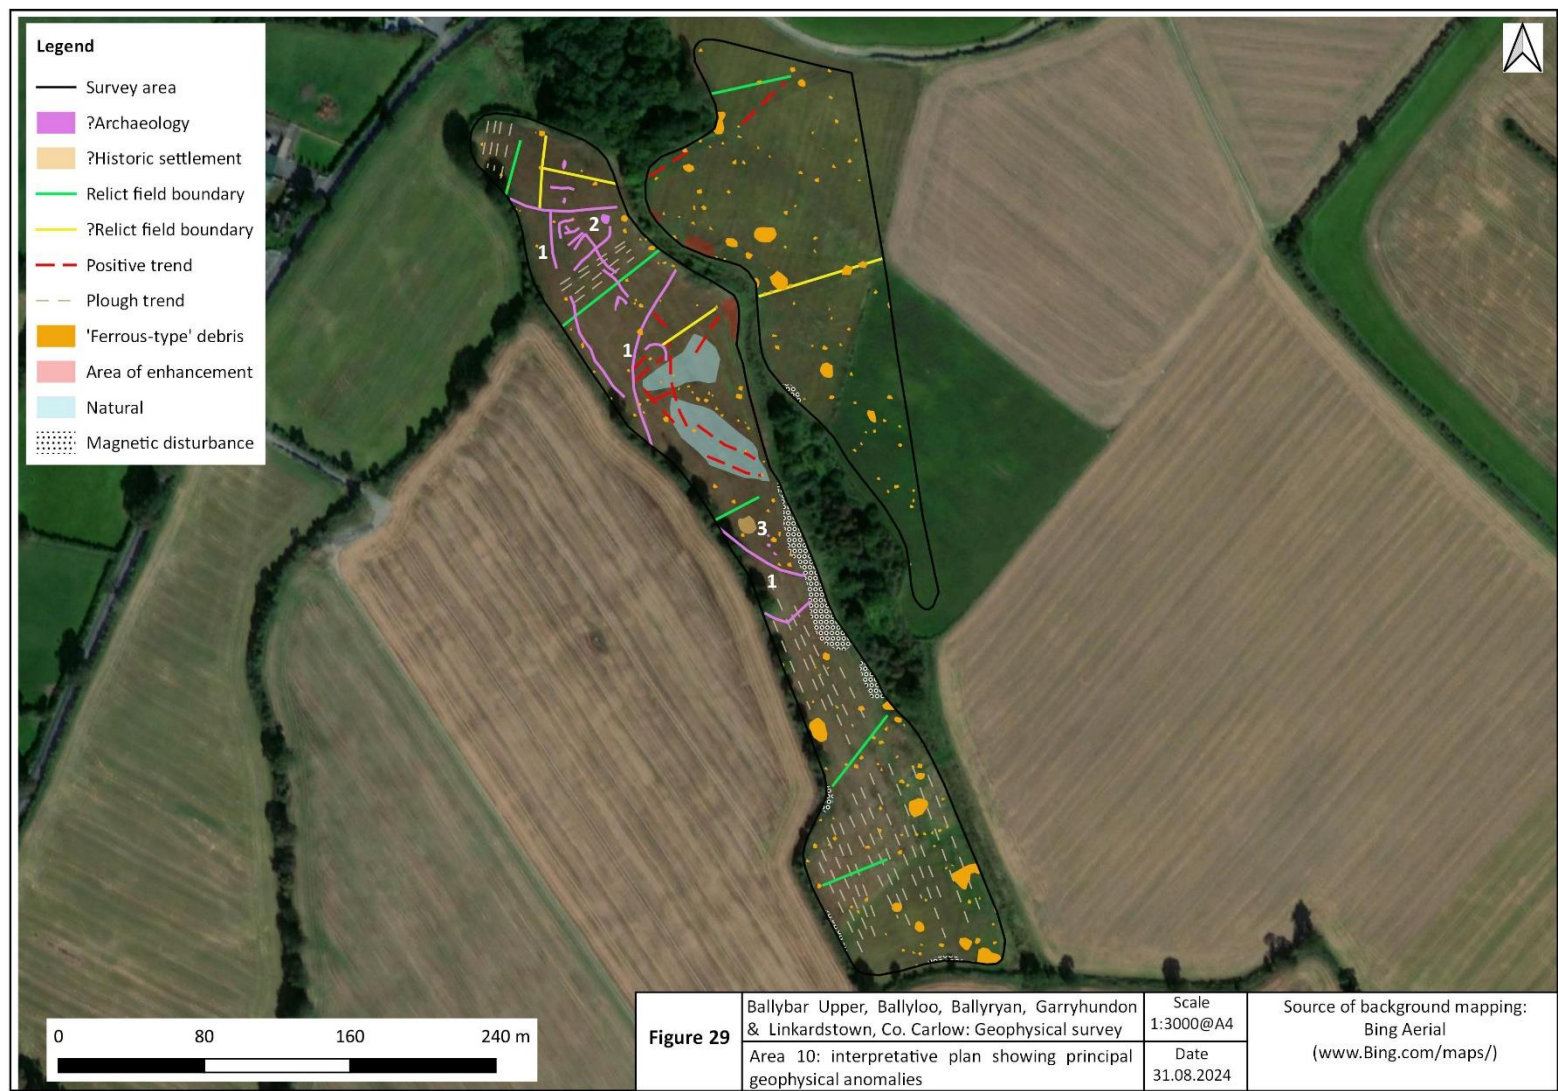 Legend
Survey area
?Archaeology
?Historic settlement
Relict field boundary
?Relict field boundary
Positive trend
Plough trend
'Ferrous-type' debris
Area of enhancement
Natural
Magnetic disturbance
2
1
1
3
1
0 80 160 240 m
Figure 29
Ballybar Upper, Ballyloo, Ballyryan, Garryhundon
& Linkardstown, Co. Carlow: Geophysical survey
Area 10: interpretative plan showing principal
geophysical anomalies
Scale
1:3000@A4
Date
31.08.2024
Source of background mapping:
Bing Aerial
(www.Bing.com/maps/)